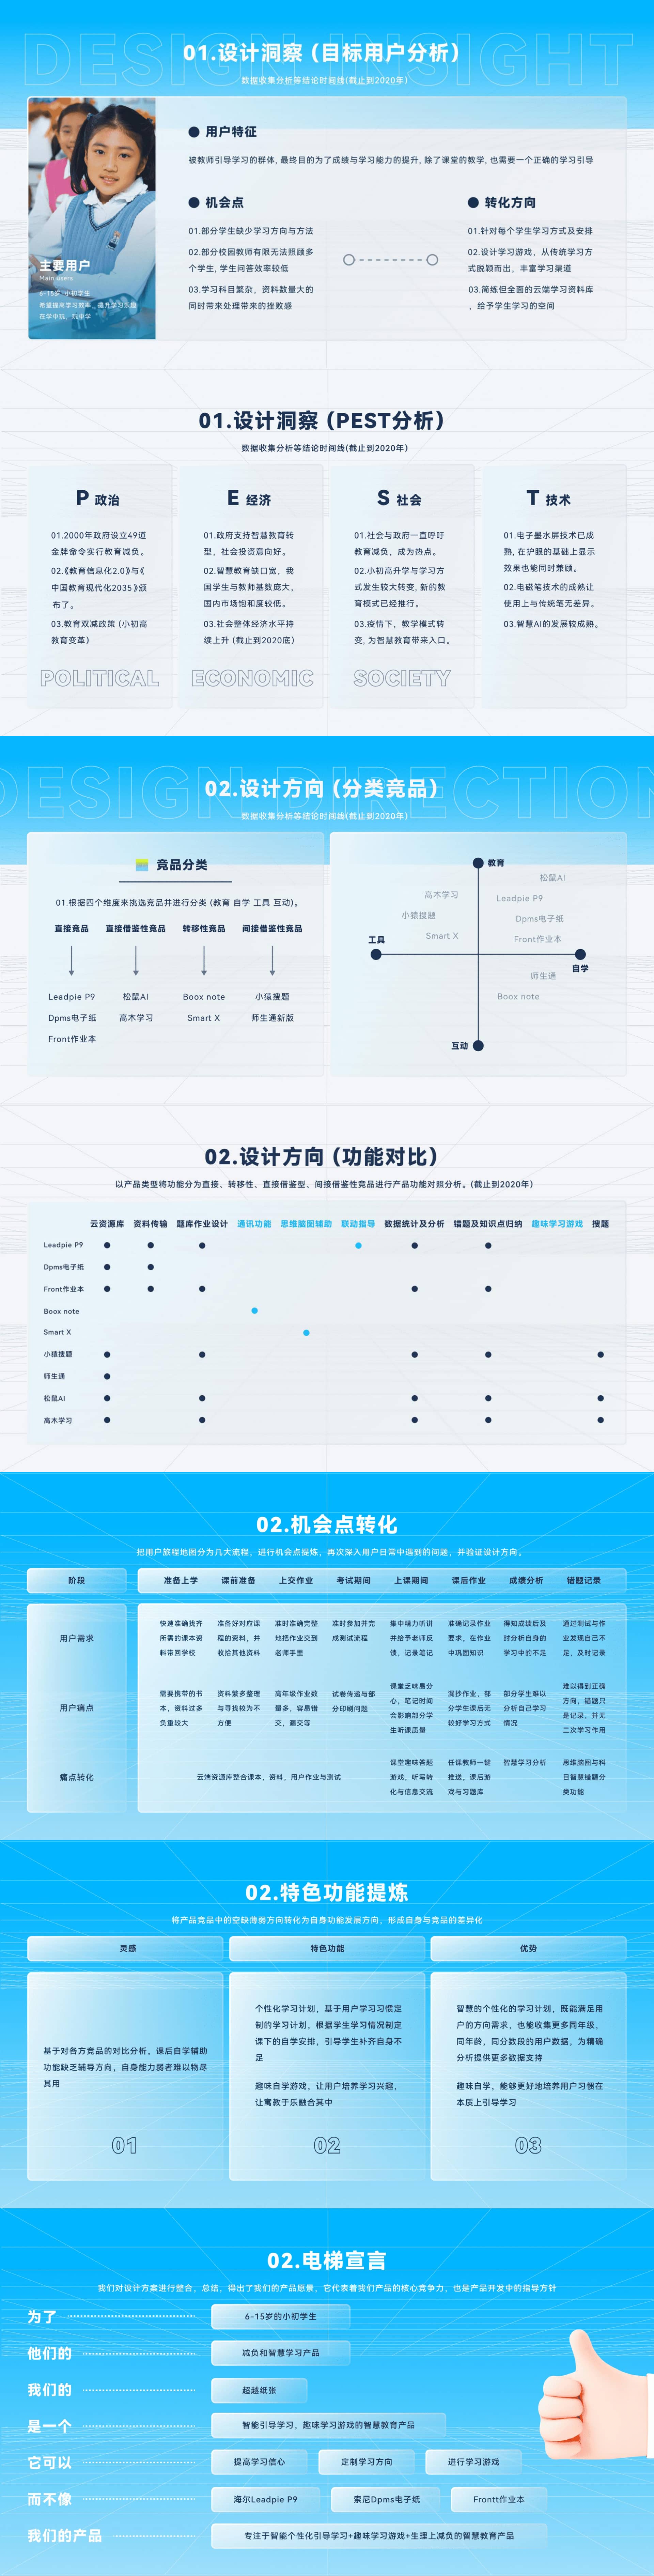 DESIGN INSIGHT
01.设计洞察 (目标用户分析)
数据收集分析等结论时间线(截止到2020年)
主要用户
Main users
6-15岁 小初学生
希望提高学习效率，提升学习乐趣
在学中玩，玩中学
用户特征
被教师引导学习的群体, 最终目的为了成绩与学习能力的提升, 除了课堂的教学, 也需要一个正确的学习引导
机会点
01.部分学生缺少学习方向与方法
02.部分校园教师有限无法照顾多
个学生, 学生问答效率较低
03.学习科目繁杂，资料数量大的
同时带来处理带来的挫败感
转化方向
01.针对每个学生学习方式及安排
02.设计学习游戏，从传统学习方
式脱颖而出，丰富学习渠道
03.简炼但全面的云端学习资料库
，给予学生学习的空间
01.设计洞察 (PEST分析)
数据收集分析等结论时间线(截止到2020年)
P 政治
01.2000年政府设立49道
金牌命令实行教育减负。
02.《教育信息化2.0》与《
中国教育现代化2035》颁
布了。
03.教育双减政策 (小初高
教育变革)
POLITICAL
E 经济
01.政府支持智慧教育转
型，社会投资意向好。
02.智慧教育缺口宽，我
国学生与教师基数庞大，
国内市场饱和度较低。
03.社会整体经济水平持
续上升 (截止到2020底)
ECONOMIC
S 社会
01.社会与政府一直呼吁
教育减负，成为热点。
02.小初高升学与学习方
式发生较大转变, 新的教
育模式已经推行。
03.疫情下，教学模式转
变, 为智慧教育带来入口。
SOCIETY
T 技术
01.电子墨水屏技术已成
熟, 在护眼的基础上显示
效果也能同时兼顾。
02.电磁笔技术的成熟让
使用上与传统笔无差异。
03.智慧AI的发展较成熟。
DESIGN DIRECTION
02.设计方向 (分类竞品)
数据收集分析等结论时间线(截止到2020年)
竞品分类
01.根据四个维度来挑选竞品并进行分类 (教育 自学 工具 互动)。
直接竞品 直接借鉴性竞品 转移性竞品 间接借鉴性竞品
Leadpie P9 松鼠AI Boox note 小猿搜题
Dpms电子纸 高木学习 Smart X 师生通新版
Front作业本
教育
松鼠AI
高木学习 Leadpie P9
小猿搜题 Dpms电子纸
Smart X Front作业本
工具
自学
师生通
Boox note
互动
02.设计方向 (功能对比)
以产品类型将功能分为直接、转移性、直接借鉴型、间接借鉴性竞品进行产品功能对照分析。(截止到2020年)
云资源库 资料传输 题库作业设计 通讯功能 思维脑图辅助 联动指导 数据统计及分析 错题及知识点归纳 趣味学习游戏 搜题
Leadpie P9
Dpms电子纸
Front作业本
Boox note
Smart X
小猿搜题
师生通
松鼠AI
高木学习
02.机会点转化
把用户旅程地图分为几大流程，进行机会点提炼，再次深入用户日常中遇到的问题，并验证设计方向。
阶段 准备上学 课前准备 上交作业 考试期间 上课期间 课后作业 成绩分析 错题记录
用户需求
快速准确找齐
所需的课本资
料带回学校
准备好对应课
程的资料，并
收拾其他资料
准时准确完整
地把作业交到
老师手里
准时参加并完
成测试流程
集中精力听讲
并给予老师反
馈，记录笔记
准确记录作业
要求，在作业
中巩固知识
得知成绩后及
时分析自身的
学习中的不足
通过测试与作
业发现自己不
足，及时记录
用户痛点
需要携带的书
本，资料过多
负重较大
资料繁多整理
与寻找较为不
方便
高年级作业数
量多，容易错
交，漏交等
试卷传递与部
分印刷问题
课堂乏味易分
心，笔记时间
会影响部分学
生听课质量
漏抄作业，部
分学生课后无
较好学习方式
部分学生难以
分析自己学习
情况
难以得到正确
方向，错题只
是记录，并无
二次学习作用
痛点转化
云端资源库整合课本，资料，用户作业与测试
课堂趣味答题
游戏，听写转
化与信息交流
任课教师一键
推送，课后游
戏与习题库
智慧学习分析
思维脑图与科
目智慧错题分
类功能
02.特色功能提炼
将产品竞品中的空缺薄弱方向转化为自身功能发展方向，形成自身与竞品的差异化
灵感 特色功能 优势
基于对各方竞品的对比分析，课后自学辅助
功能缺乏辅导方向，自身能力弱者难以物尽
其用
01
个性化学习计划，基于用户学习习惯定
制的学习计划，根据学生学习情况制定
课下的自学安排，引导学生补齐自身不
足
趣味自学游戏，让用户培养学习兴趣，
让寓教于乐融合其中
02
智慧的个性化的学习计划，既能满足用
户的方向需求，也能收集更多同年级，
同年龄，同分数段的用户数据，为精确
分析提供更多数据支持
趣味自学，能够更好地培养用户习惯在
本质上引导学习
03
02.电梯宣言
我们对设计方案进行整合，总结，得出了我们的产品愿景，它代表着我们产品的核心竞争力，也是产品开发中的指导方针
为了 6-15岁的小初学生
他们的 减负和智慧学习产品
我们的 超越纸张
是一个 智能引导学习，趣味学习游戏的智慧教育产品
它可以 提高学习信心 定制学习方向 进行学习游戏
而不像 海尔Leadpie P9 索尼Dpms电子纸 Frontt作业本
我们的产品 专注于智能个性化引导学习+趣味学习游戏+生理上减负的智慧教育产品